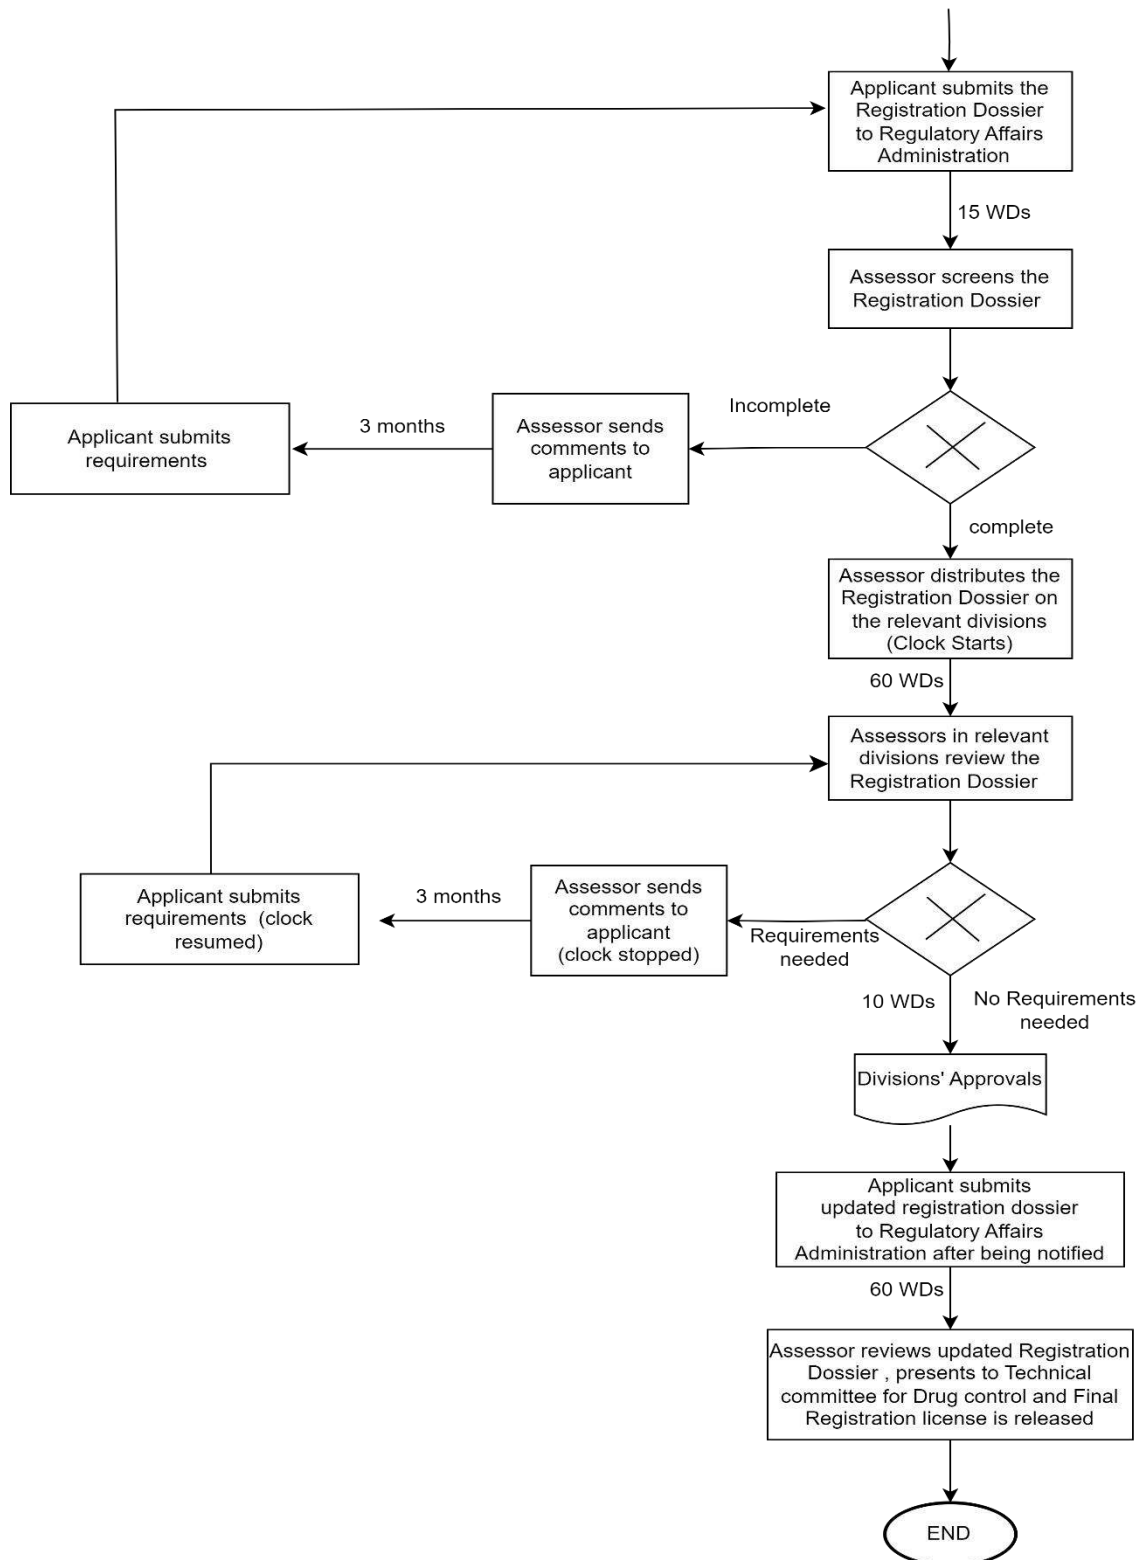 Applicant submits the
Registration Dossier
to Regulatory Affairs
Administration
15 WDs
Assessor screens the
Registration Dossier
Incomplete
Assessor sends
comments to
applicant
3 months
Applicant submits
requirements
complete
Assessor distributes the
Registration Dossier on
the relevant divisions
(Clock Starts)
60 WDs
Assessors in relevant
divisions review the
Registration Dossier
Requirements
needed
Assessor sends
comments to
applicant
(clock stopped)
3 months
Applicant submits
requirements (clock
resumed)
10 WDs
No Requirements
needed
Divisions' Approvals
Applicant submits
updated registration dossier
to Regulatory Affairs
Administration after being notified
60 WDs
Assessor reviews updated Registration
Dossier , presents to Technical
committee for Drug control and Final
Registration license is released
END